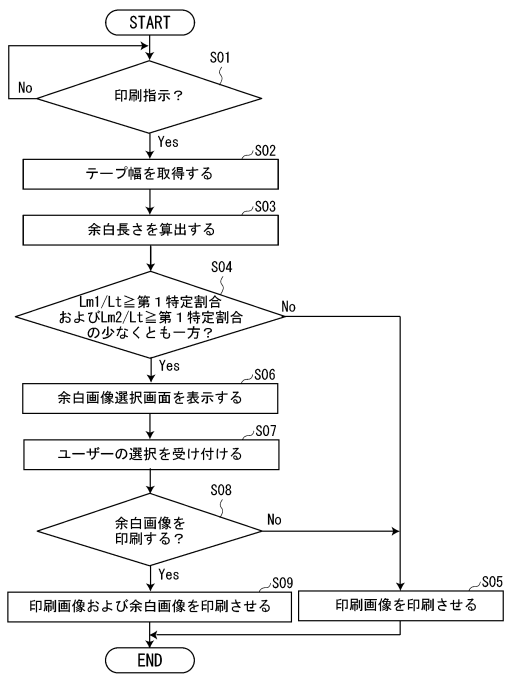 START
S01
印刷指示？
No
Yes
S02
テープ幅を取得する
S03
余白長さを算出する
S04
Lm1/Lt≧第１特定割合
およびLm2/Lt≧第１特定割合
の少なくとも一方？
No
Yes
S06
余白画像選択画面を表示する
S07
ユーザーの選択を受け付ける
S08
余白画像を
印刷する？
No
Yes
S09
印刷画像および余白画像を印刷させる
S05
印刷画像を印刷させる
END